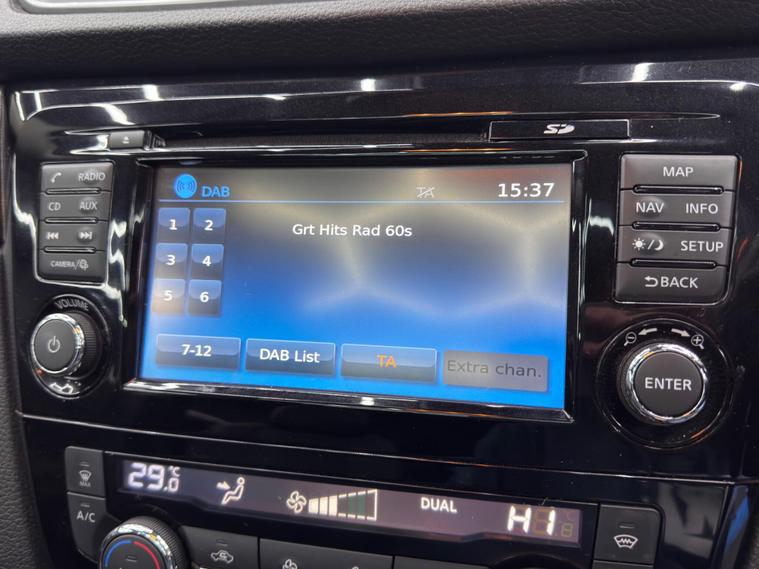 SD
RADIO
CD AUX
CAMERA/
VOLUME
DAB TA 15:37
1 2
3 4
5 6
Grt Hits Rad 60s
7-12 DAB List TA Extra chan.
MAP
NAV INFO
SETUP
BACK
ENTER
MAX
A/C
29.0 °C
DUAL
HI